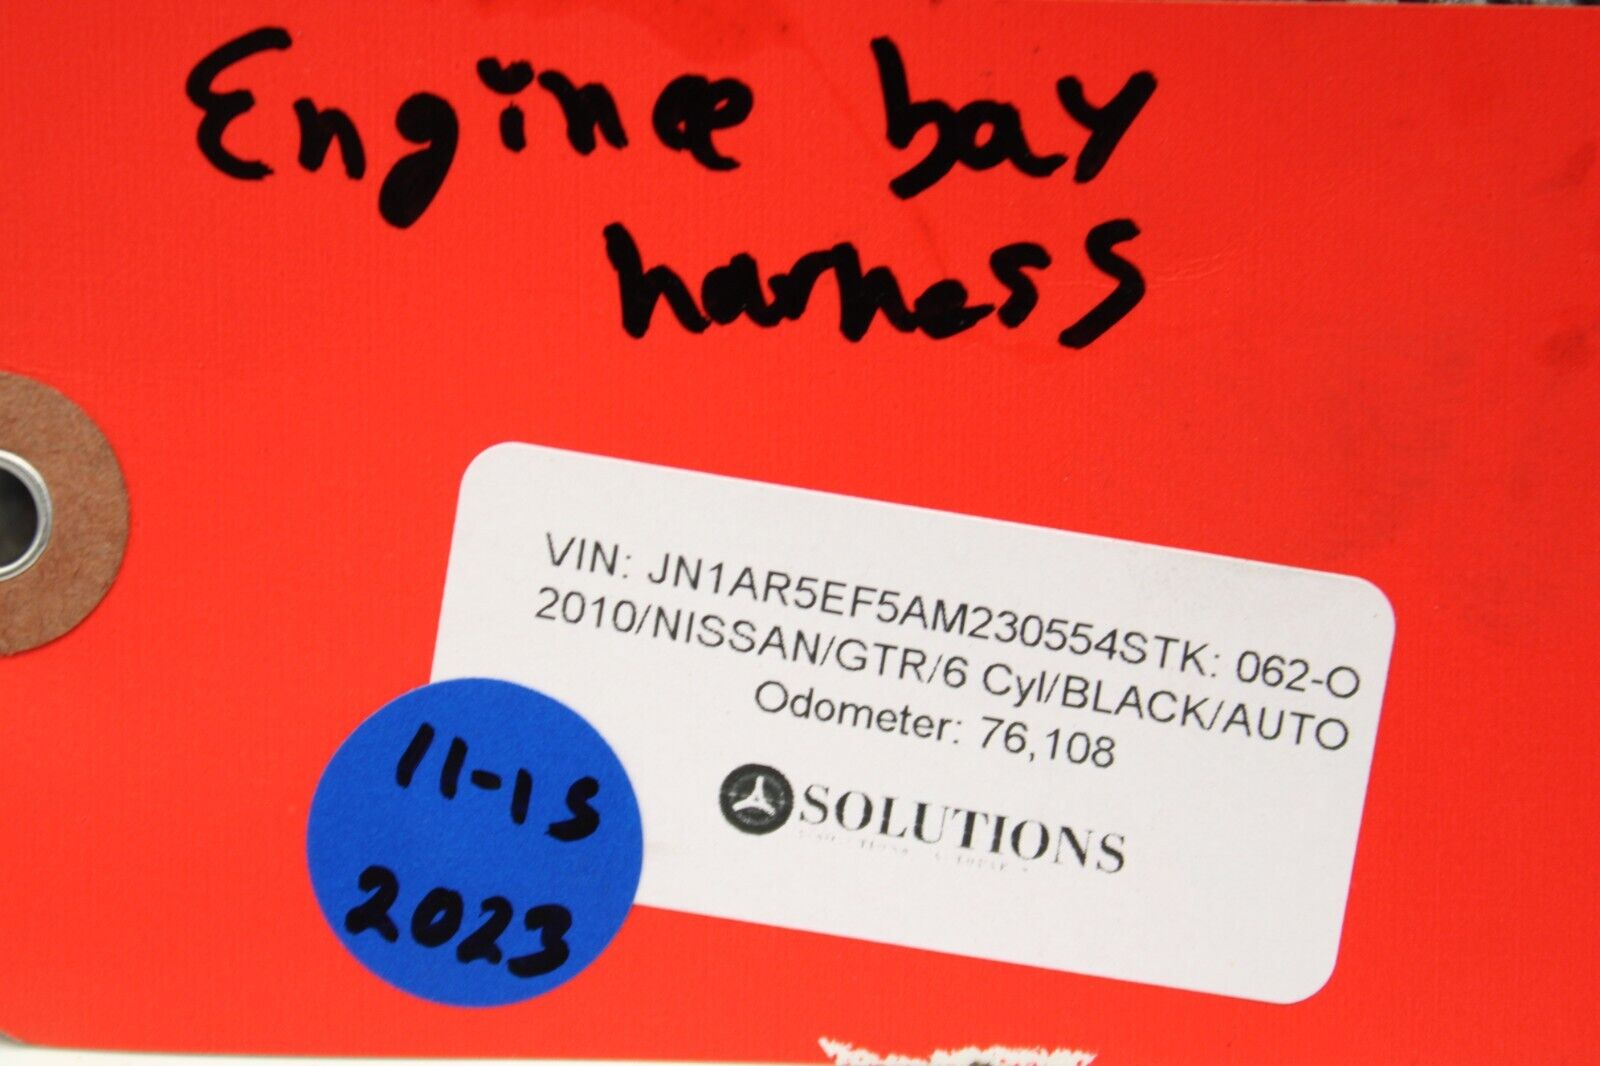 Engine bay
harness
VIN: JN1AR5EF5AM230554STK: 062-O
2010/NISSAN/GTR/6 Cyl/BLACK/AUTO
Odometer: 76,108
SOLUTIONS
11-15
2023